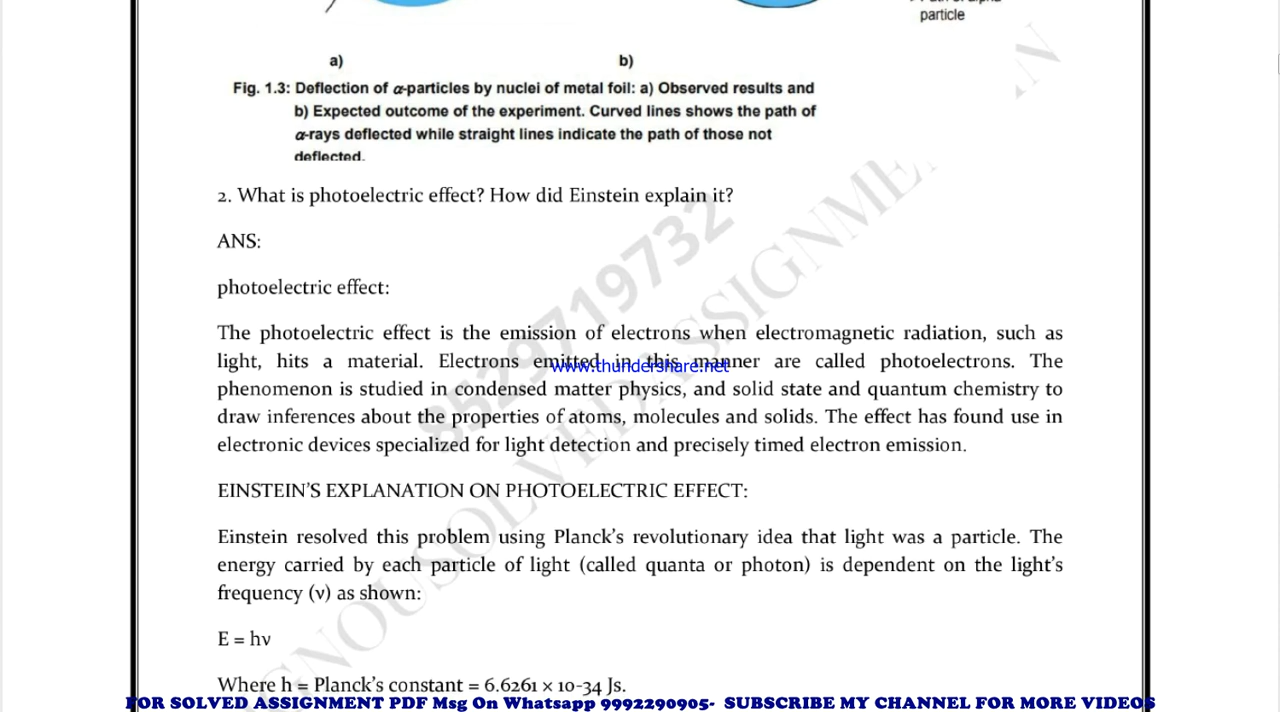 particle
a) b)
Fig. 1.3: Deflection of α-particles by nuclei of metal foil: a) Observed results and
b) Expected outcome of the experiment. Curved lines shows the path of
α-rays deflected while straight lines indicate the path of those not
deflected.
2. What is photoelectric effect? How did Einstein explain it?
ANS:
photoelectric effect:
The photoelectric effect is the emission of electrons when electromagnetic radiation, such as
light, hits a material. Electrons emitted in this manner are called photoelectrons. The
www.thundershare.net
phenomenon is studied in condensed matter physics, and solid state and quantum chemistry to
draw inferences about the properties of atoms, molecules and solids. The effect has found use in
electronic devices specialized for light detection and precisely timed electron emission.
EINSTEIN'S EXPLANATION ON PHOTOELECTRIC EFFECT:
Einstein resolved this problem using Planck's revolutionary idea that light was a particle. The
energy carried by each particle of light (called quanta or photon) is dependent on the light's
frequency (ν) as shown:
E = hν
Where h = Planck's constant = 6.6261 × 10-34 Js.
FOR SOLVED ASSIGNMENT PDF Msg On Whatsapp 9992290905- SUBSCRIBE MY CHANNEL FOR MORE VIDEOS
8529719732